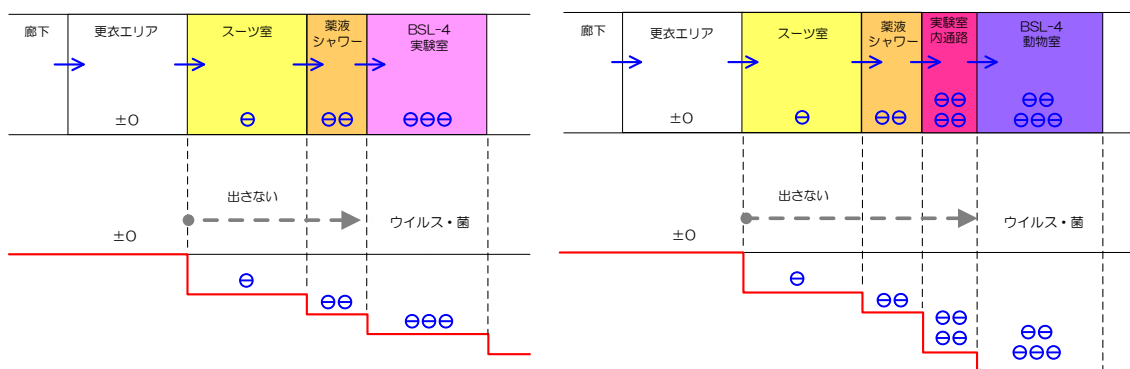 廊下
更衣エリア
スーツ室
薬液
シャワー
BSL-4
実験室
±0
⊖
⊖⊖
⊖⊖⊖
出さない
ウイルス・菌
±0
⊖
⊖⊖
⊖⊖⊖
廊下
更衣エリア
スーツ室
薬液
シャワー
実験室
内通路
BSL-4
動物室
±0
⊖
⊖⊖
⊖⊖
⊖⊖
⊖⊖
⊖⊖⊖
出さない
ウイルス・菌
±0
⊖
⊖⊖
⊖⊖
⊖⊖
⊖⊖
⊖⊖⊖